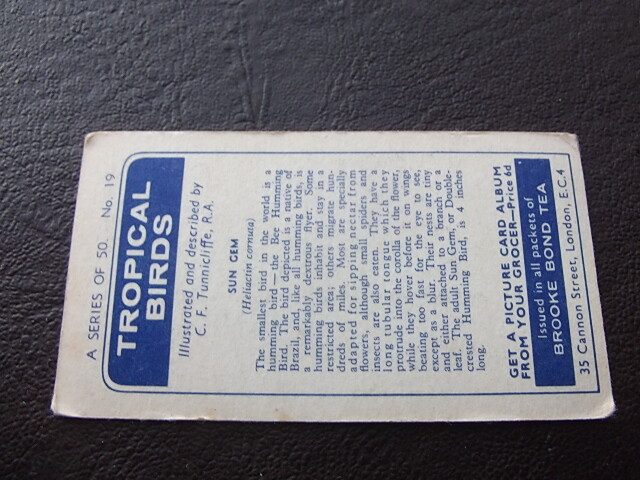 A SERIES OF 50. No. 19
TROPICAL
BIRDS
Illustrated and described by
C. F. Tunnicliffe, R.A.
SUN GEM
(Heliactin cornuta)
The smallest bird in the world is a
humming bird — the Bee Humming
Bird. The bird depicted is a native of
Brazil, and, like all humming birds, is
a remarkably dexterous flyer. Some
humming birds inhabit and stay in a
restricted area; others migrate hun-
dreds of miles. Most are specially
adapted for sipping nectar from
flowers, although small spiders and
insects are also eaten. They have a
long tubular tongue which they
protrude into the corolla of the flower,
while they hover before it on wings
beating too fast for the eye to see,
except as a blur. Their nests are tiny
and either attached to a branch or a
leaf. The adult Sun Gem, or Double-
crested Humming Bird, is 4 inches
long.
GET A PICTURE CARD ALBUM
FROM YOUR GROCER—Price 6d
Issued in all packets of
BROOKE BOND TEA
35 Cannon Street, London, E.C.4